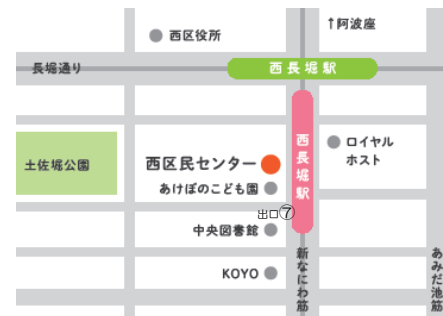 ↑阿波座
西区役所
長堀通り
西長堀駅
西長堀駅
ロイヤル
ホスト
土佐堀公園
西区民センター
あけぼのこども園
出口⑦
中央図書館
KOYO
新なにわ筋
あみだ池筋